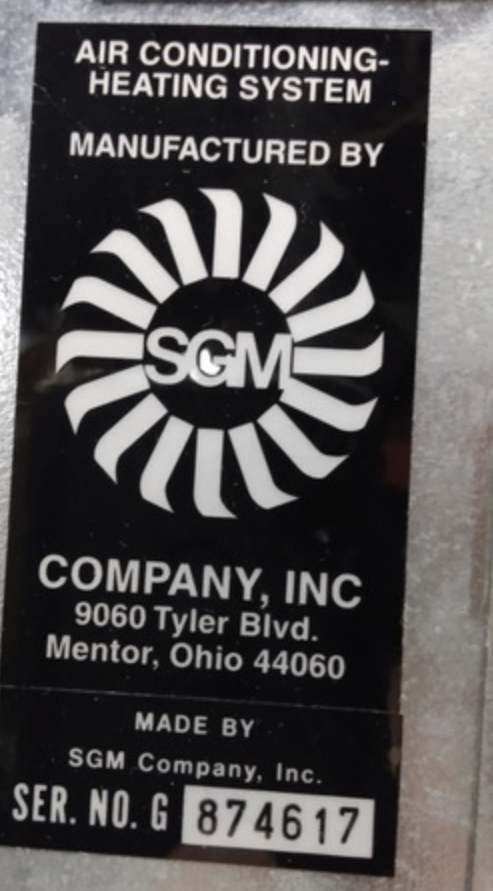 AIR CONDITIONING-
HEATING SYSTEM
MANUFACTURED BY
SGM
COMPANY, INC
9060 Tyler Blvd.
Mentor, Ohio 44060
MADE BY
SGM Company, Inc.
SER. NO. G 874617